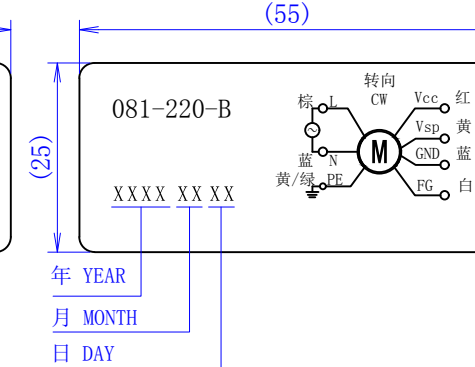 (55)
(25)
081-220-B
转向
CW
棕 L
蓝 N
黄/绿 PE
M
Vcc 红
Vsp 黄
GND 蓝
FG 白
XXXX XX XX
年 YEAR
月 MONTH
日 DAY